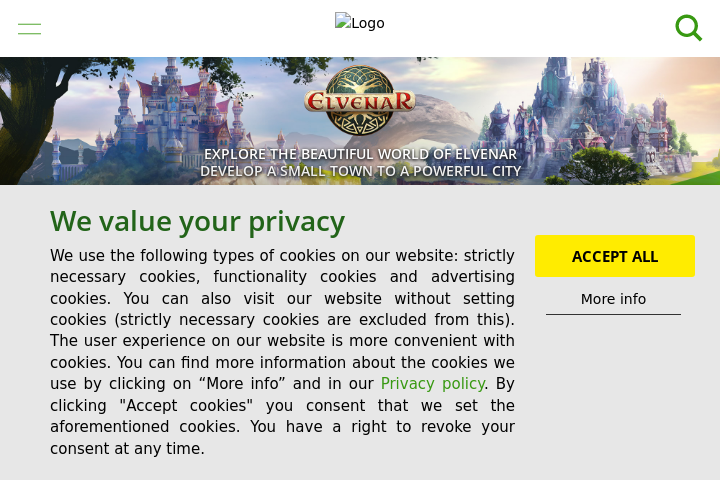 Logo
ELVENAR
EXPLORE THE BEAUTIFUL WORLD OF ELVENAR
DEVELOP A SMALL TOWN TO A POWERFUL CITY
We value your privacy
We use the following types of cookies on our website: strictly
necessary cookies, functionality cookies and advertising
cookies. You can also visit our website without setting
cookies (strictly necessary cookies are excluded from this).
The user experience on our website is more convenient with
cookies. You can find more information about the cookies we
use by clicking on “More info” and in our Privacy policy. By
clicking "Accept cookies" you consent that we set the
aforementioned cookies. You have a right to revoke your
consent at any time.
ACCEPT ALL
More info